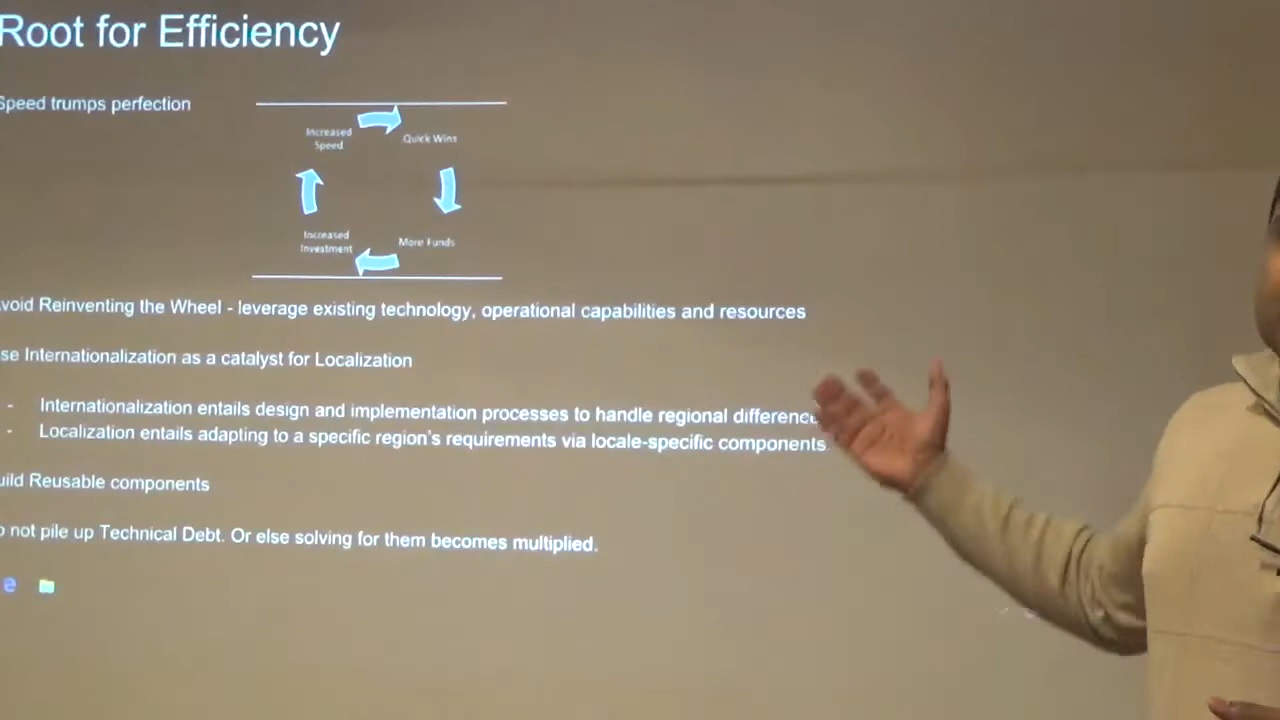 Root for Efficiency
Speed trumps perfection
Increased
Speed
Quick Wins
Increased
Investment
More Funds
void Reinventing the Wheel - leverage existing technology, operational capabilities and resources
se Internationalization as a catalyst for Localization
- Internationalization entails design and implementation processes to handle regional differenc
- Localization entails adapting to a specific region's requirements via locale-specific components.
uild Reusable components
o not pile up Technical Debt. Or else solving for them becomes multiplied.